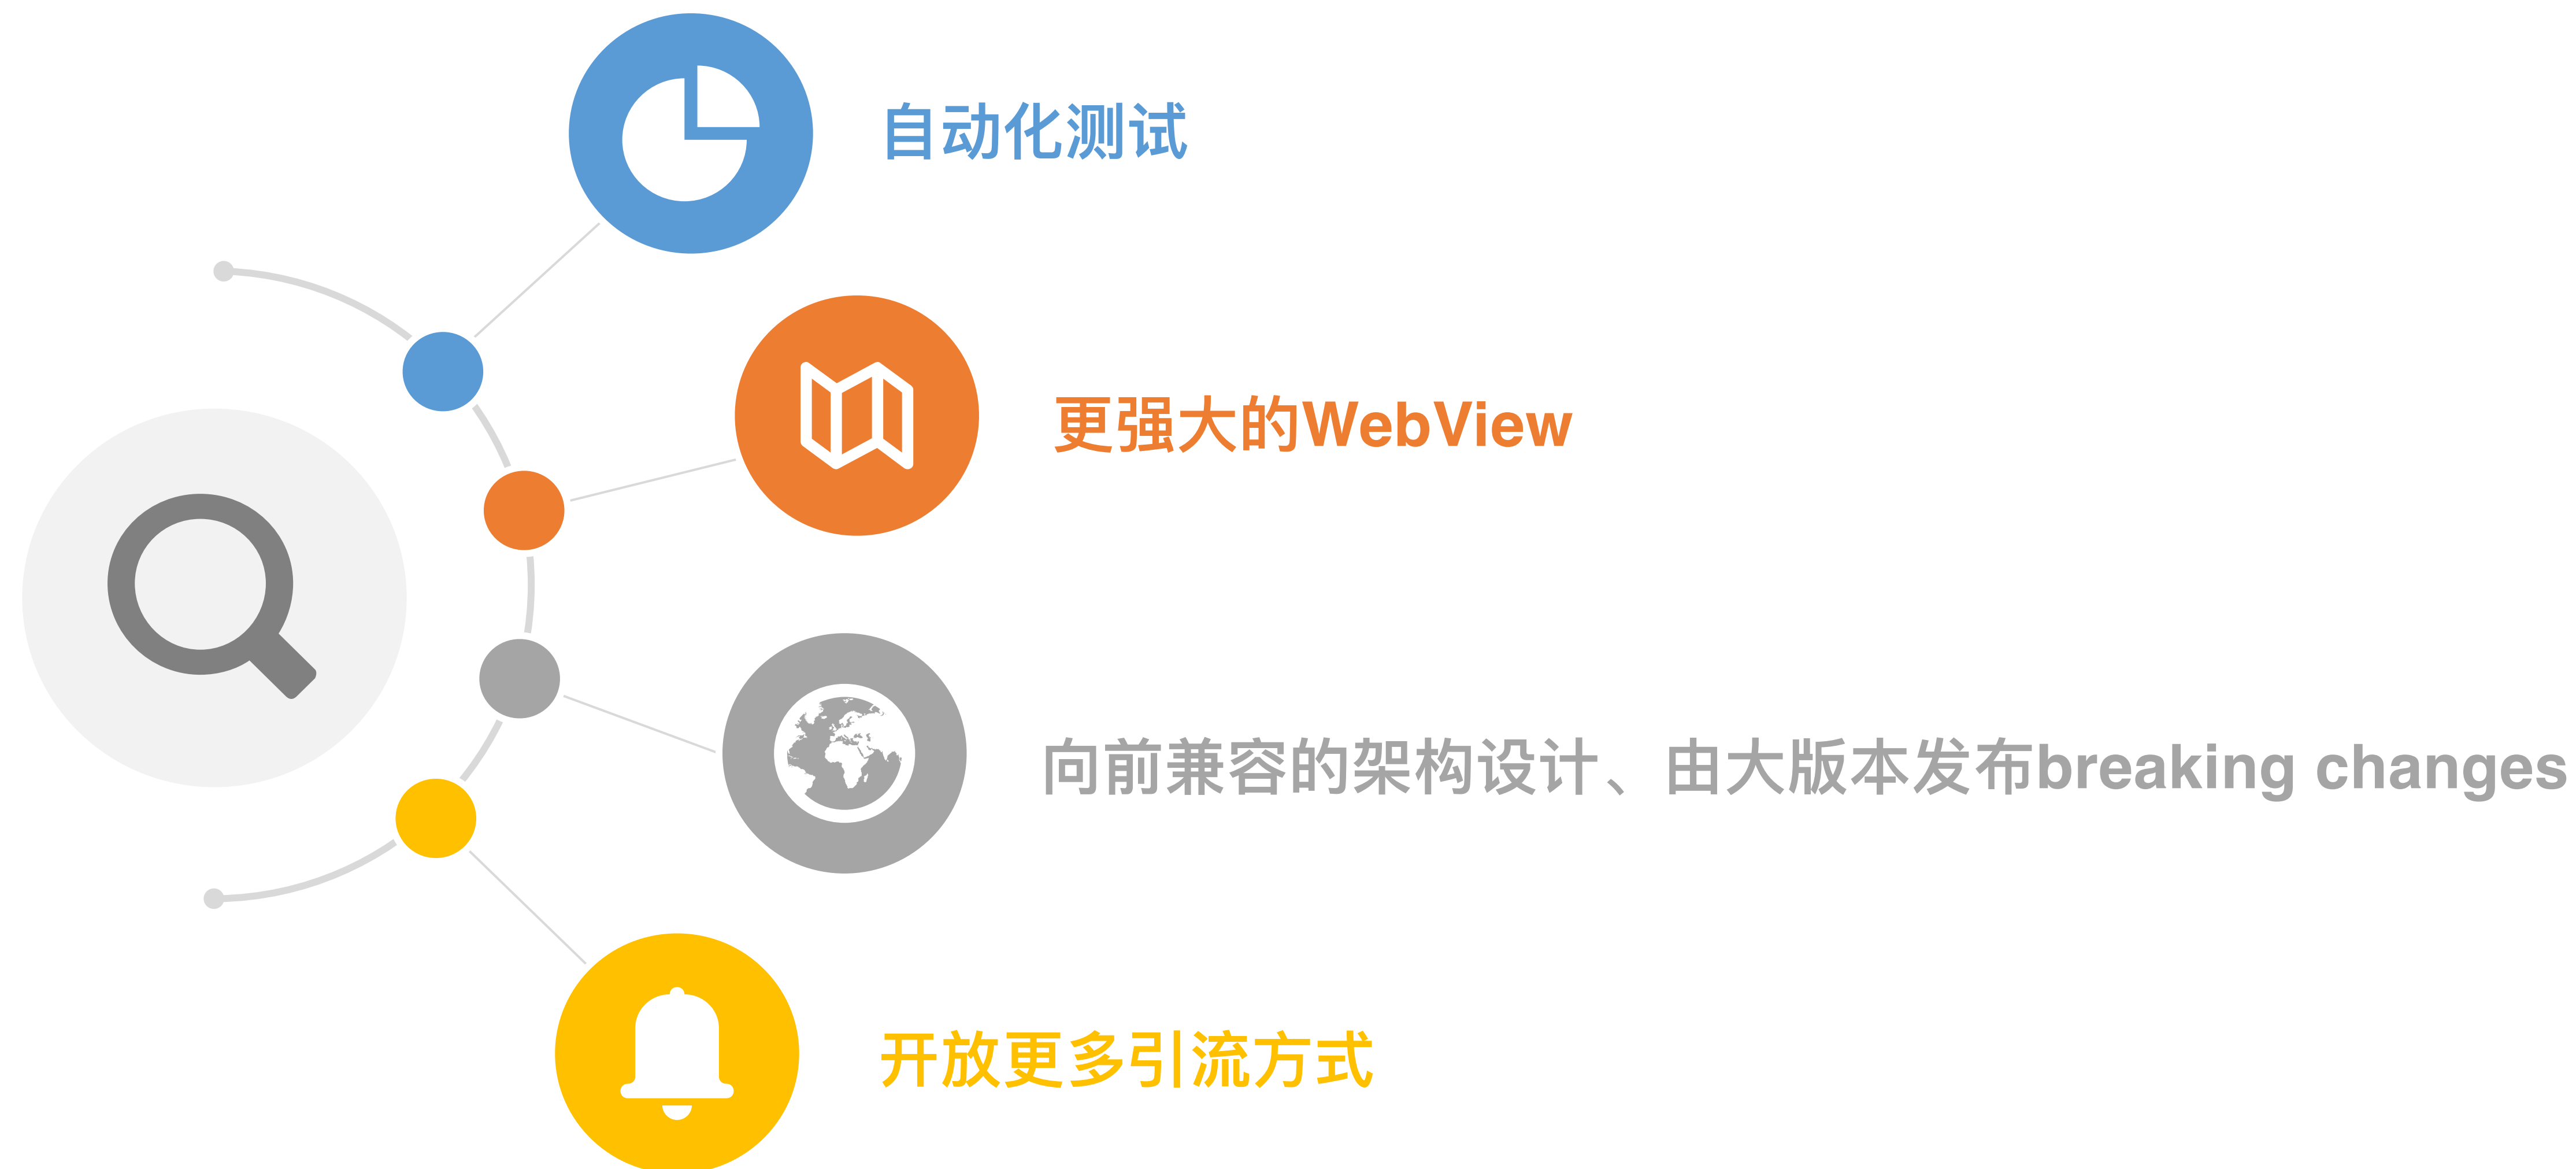 自动化测试
更强大的WebView
向前兼容的架构设计、由大版本发布breaking changes
开放更多引流方式